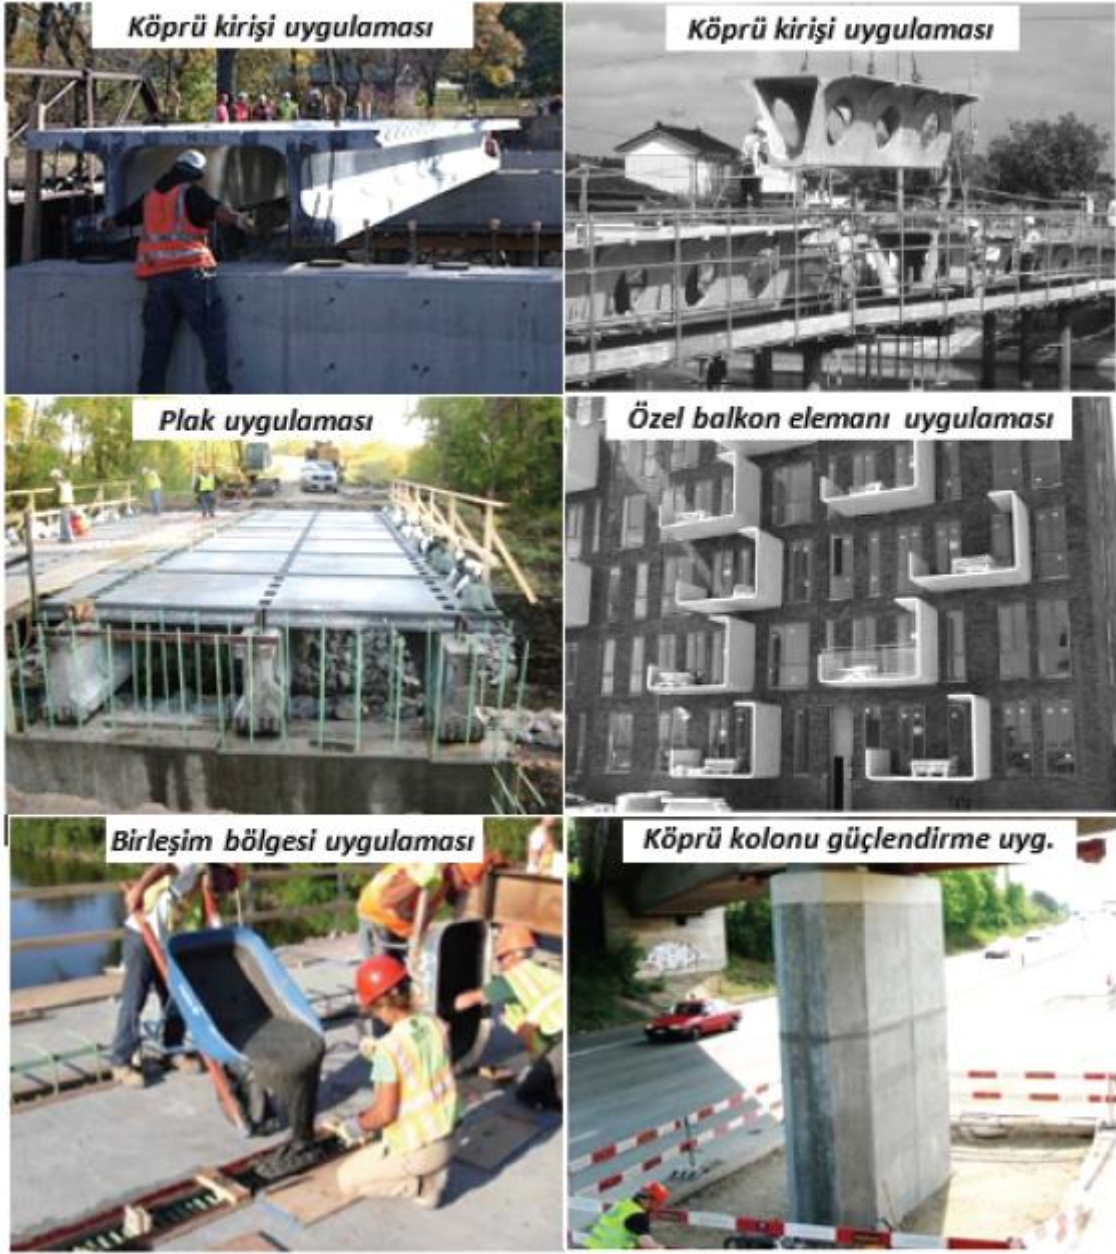 Köprü kirişi uygulaması
Köprü kirişi uygulaması
Plak uygulaması
Özel balkon elemanı uygulaması
Birleşim bölgesi uygulaması
Köprü kolonu güçlendirme uyg.